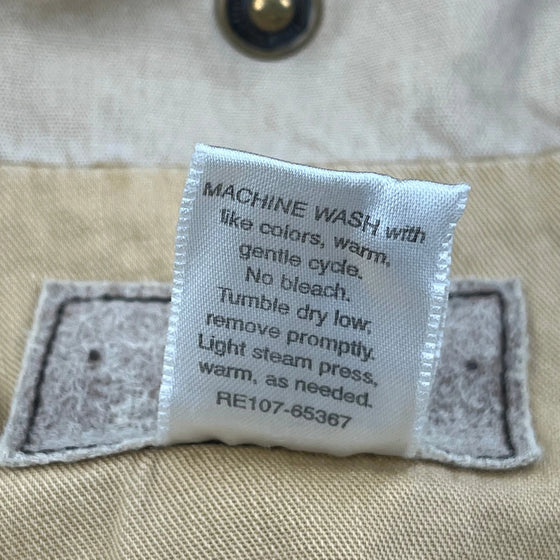 MACHINE WASH with
like colors, warm,
gentle cycle.
No bleach.
Tumble dry low,
remove promptly.
Light steam press,
warm, as needed.
RE107-65367